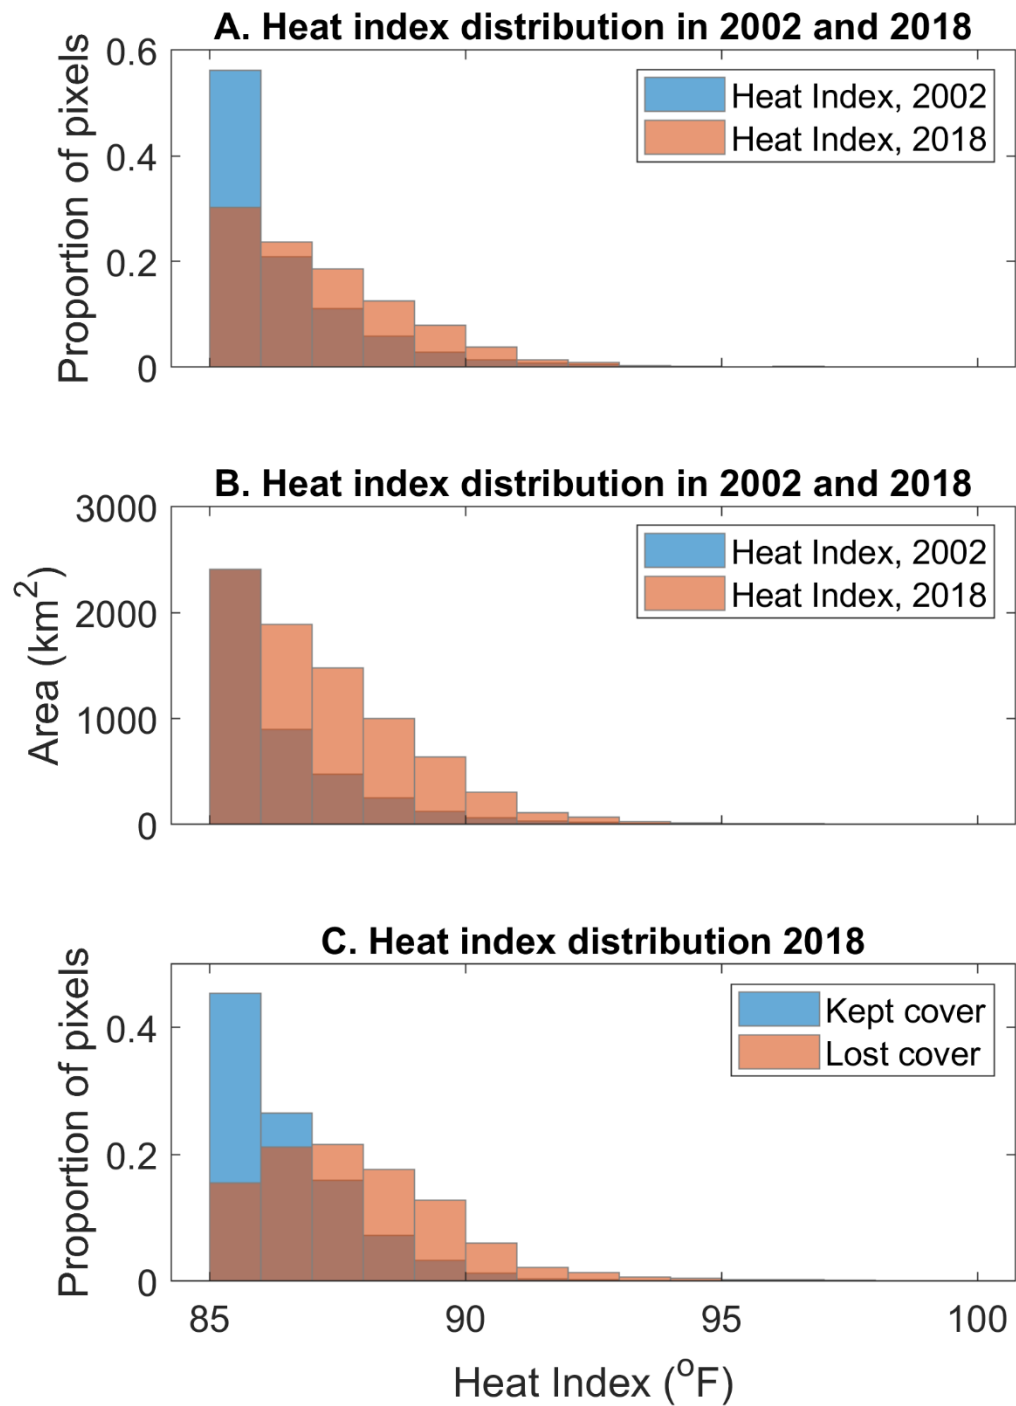 A. Heat index distribution in 2002 and 2018
Proportion of pixels
0.6
0.4
0.2
0
Heat Index, 2002
Heat Index, 2018
B. Heat index distribution in 2002 and 2018
Area (km²)
3000
2000
1000
0
Heat Index, 2002
Heat Index, 2018
C. Heat index distribution 2018
Proportion of pixels
0.4
0.2
0
Kept cover
Lost cover
85 90 95 100
Heat Index (°F)